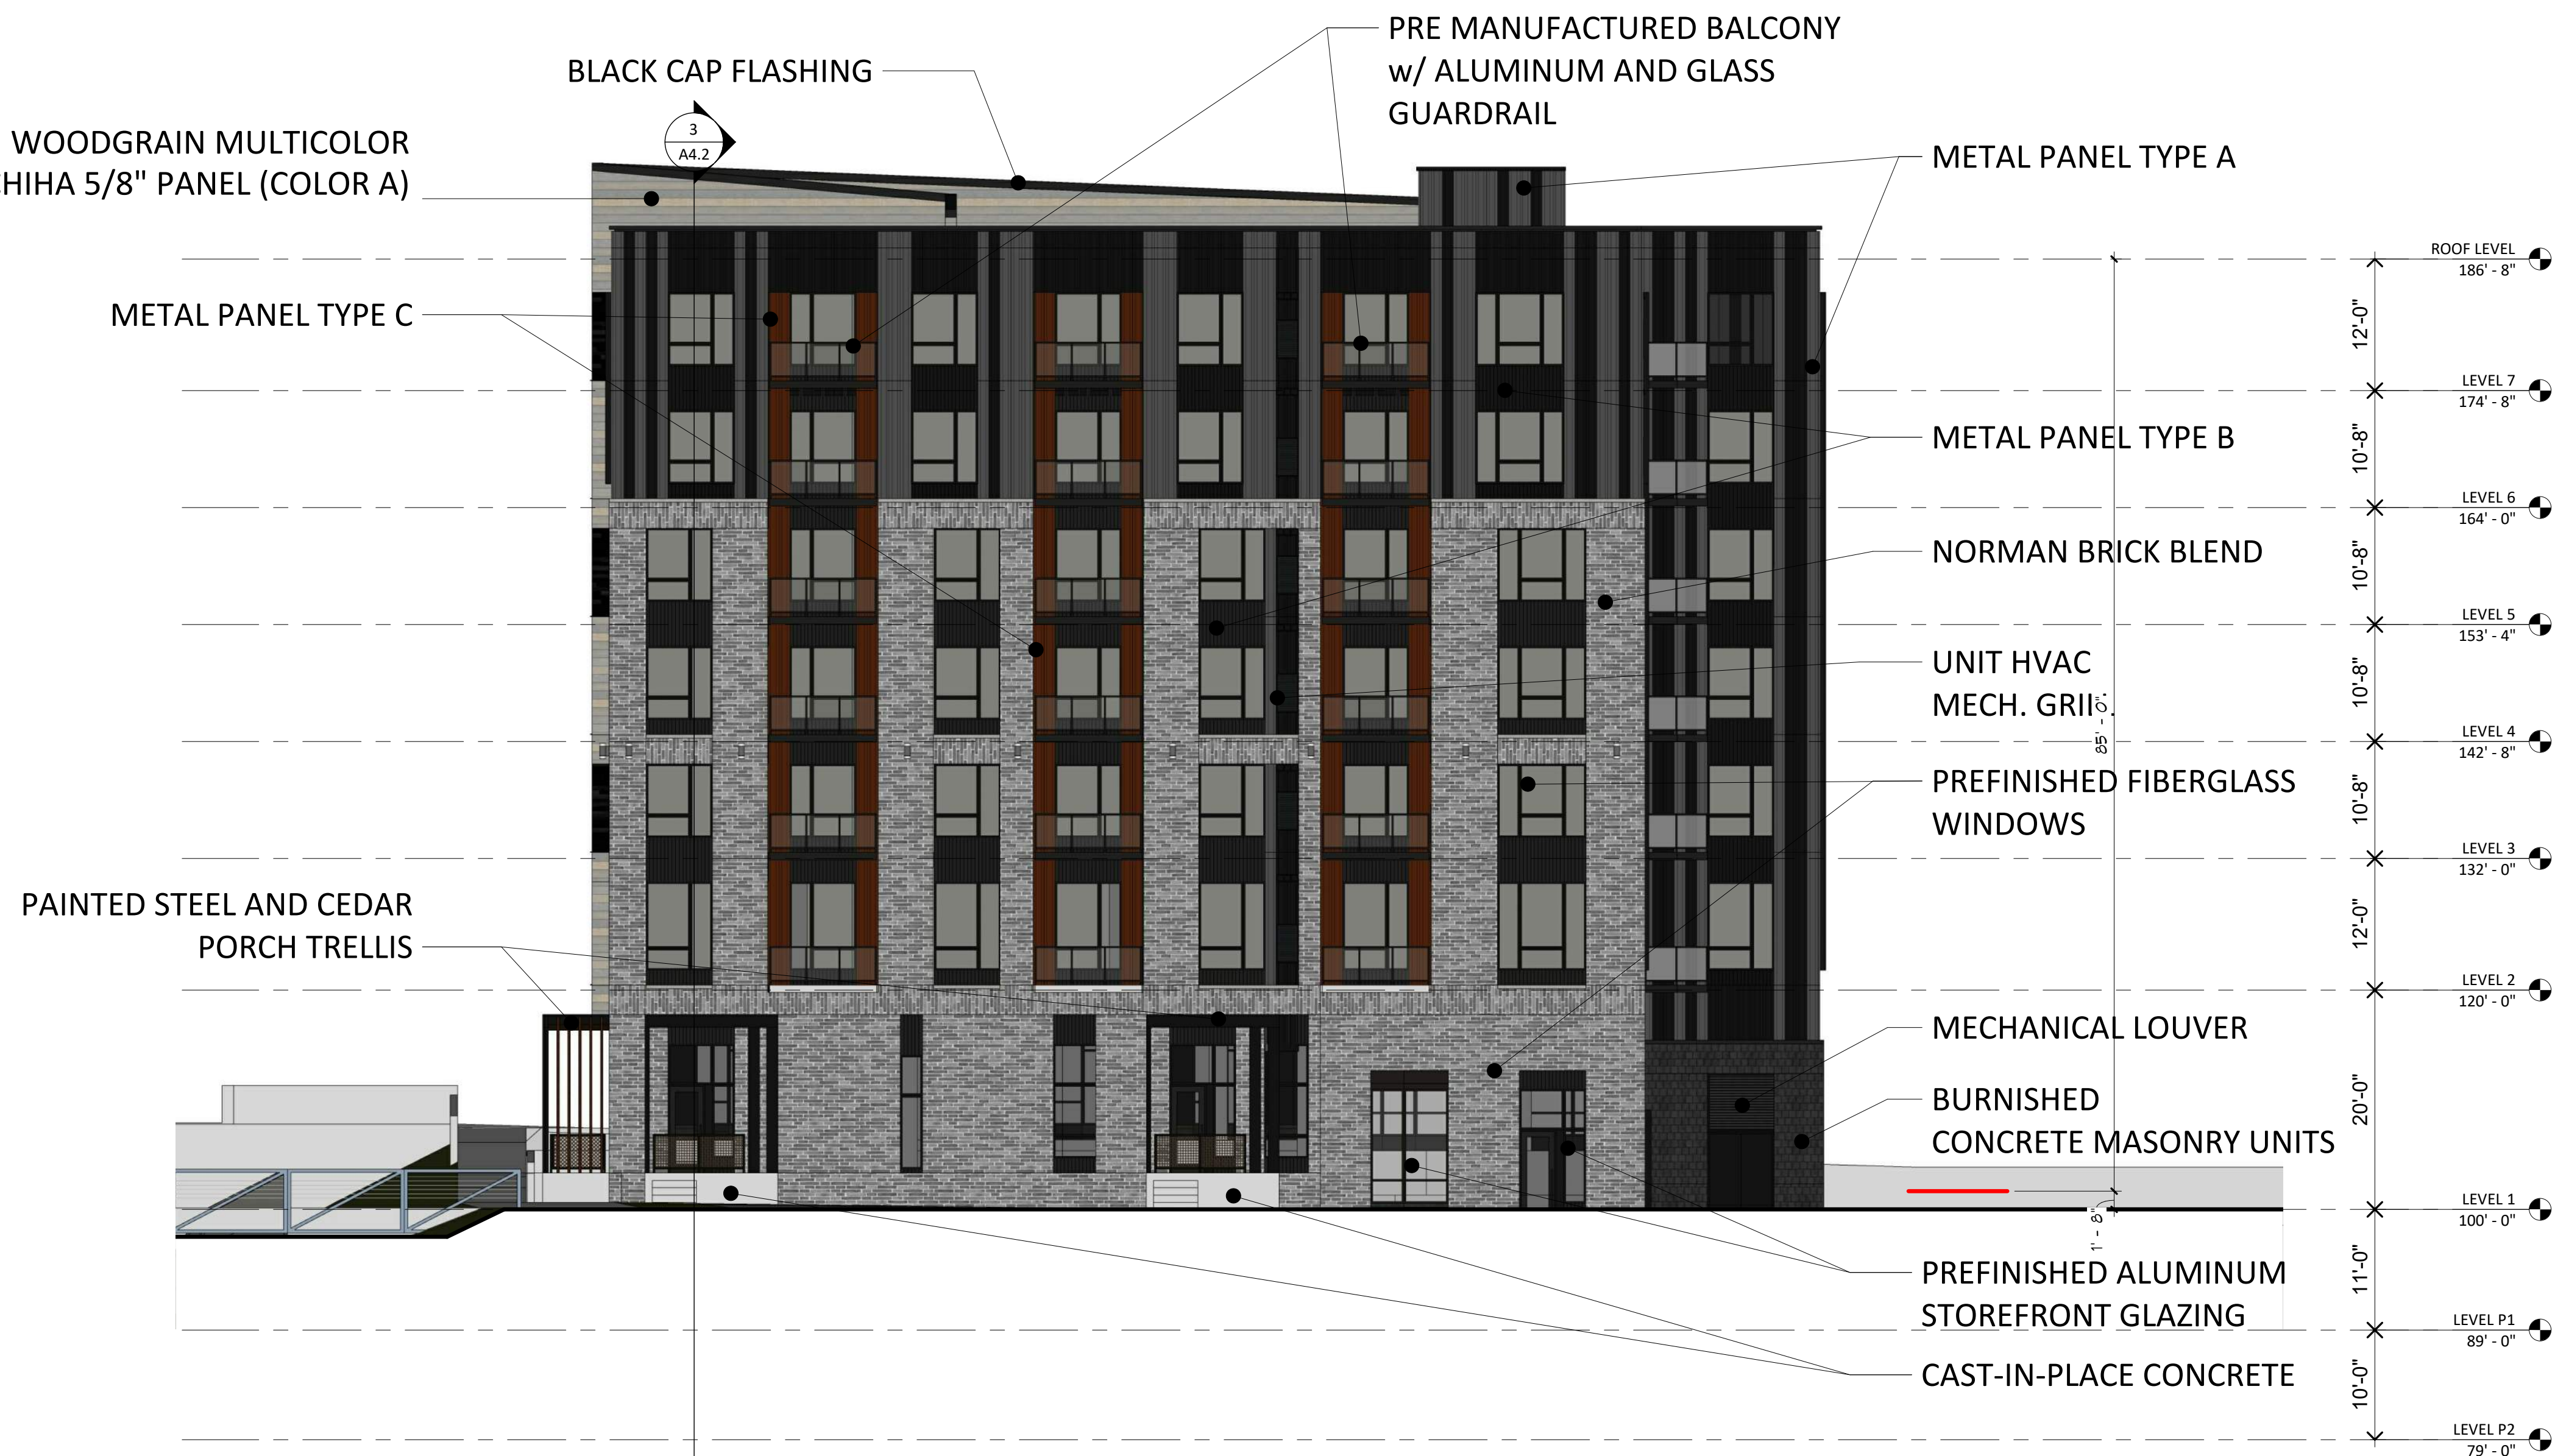 PRE MANUFACTURED BALCONY
w/ ALUMINUM AND GLASS
GUARDRAIL
BLACK CAP FLASHING
3
A4.2
WOODGRAIN MULTICOLOR
CHIHA 5/8" PANEL (COLOR A)
METAL PANEL TYPE C
PAINTED STEEL AND CEDAR
PORCH TRELLIS
METAL PANEL TYPE A
METAL PANEL TYPE B
NORMAN BRICK BLEND
UNIT HVAC
MECH.
PREFINISHED FIBERGLASS
WINDOWS
MECHANICAL LOUVER
BURNISHED
CONCRETE MASONRY UNITS
PREFINISHED ALUMINUM
STOREFRONT GLAZING
CAST-IN-PLACE CONCRETE
85' - 0"
1' - 8"
ROOF LEVEL
186' - 8"
12'-0"
LEVEL 7
174' - 8"
10'-8"
LEVEL 6
164' - 0"
10'-8"
LEVEL 5
153' - 4"
10'-8"
LEVEL 4
142' - 8"
10'-8"
LEVEL 3
132' - 0"
12'-0"
LEVEL 2
120' - 0"
20'-0"
LEVEL 1
100' - 0"
11'-0"
LEVEL P1
89' - 0"
10'-0"
LEVEL P2
79' - 0"